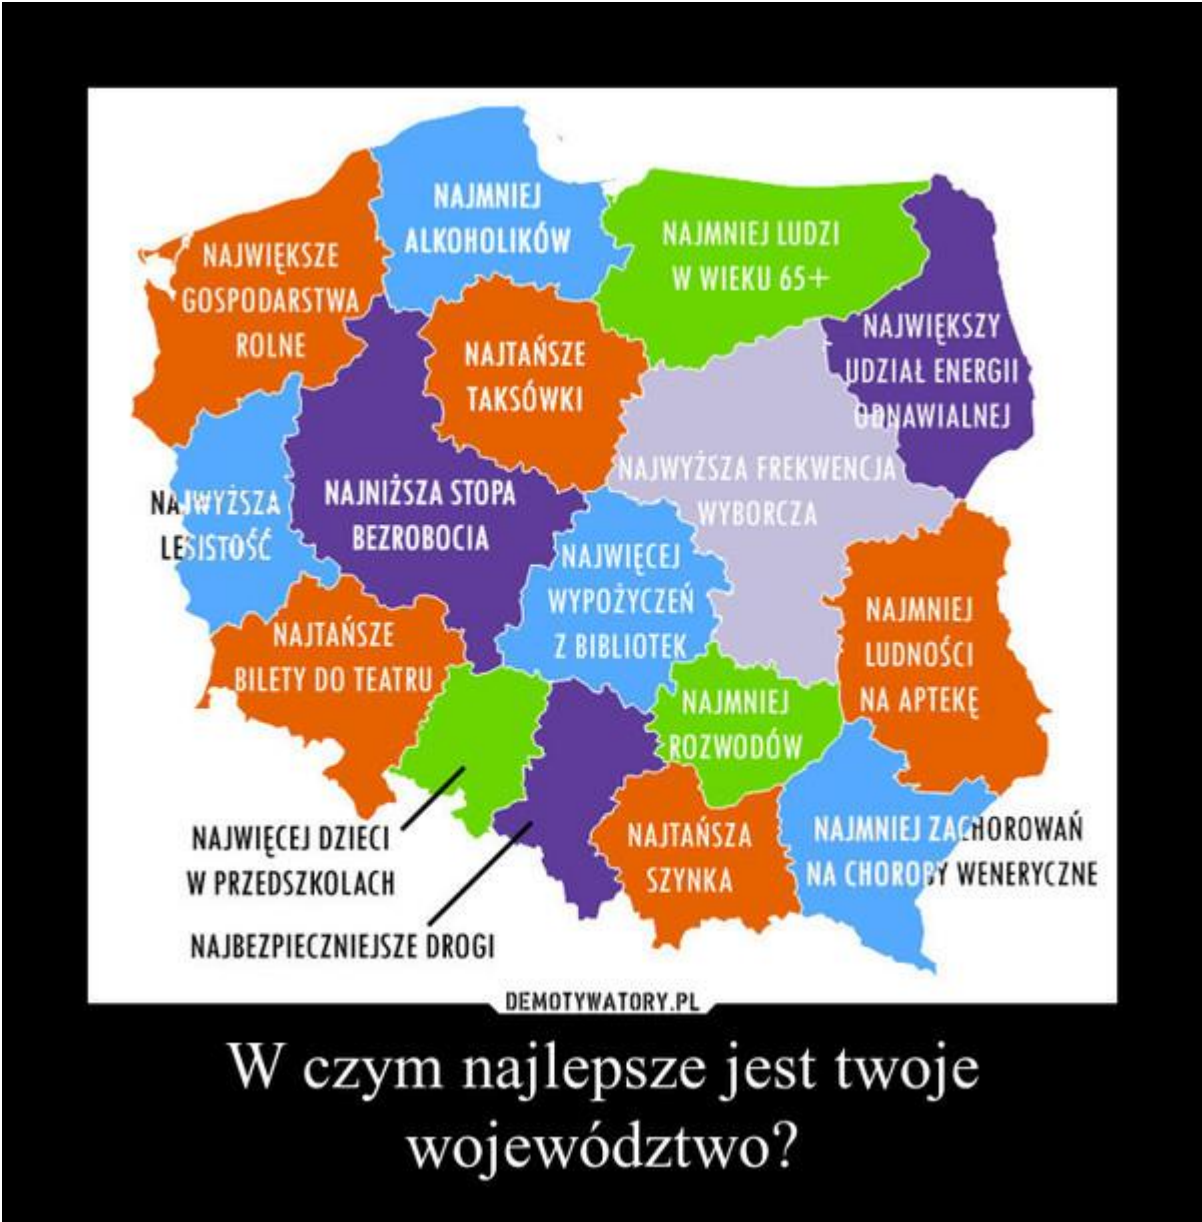 NAJMNIEJ
ALKOHOLIKÓW
NAJMNIEJ LUDZI
W WIEKU 65+
NAJWIĘKSZE
GOSPODARSTWA
ROLNE
NAJWIĘKSZY
UDZIAŁ ENERGII
ODNAWIALNEJ
NAJTAŃSZE
TAKSÓWKI
NAJWYŻSZA FREKWENCJA
WYBORCZA
NAJWYŻSZA
LESISTOŚĆ
NAJNIŻSZA STOPA
BEZROBOCIA
NAJWIĘCEJ
WYPOŻYCZEŃ
Z BIBLIOTEK
NAJMNIEJ
LUDNOŚCI
NA APTEKĘ
NAJTAŃSZE
BILETY DO TEATRU
NAJMNIEJ
ROZWODÓW
NAJWIĘCEJ DZIECI
W PRZEDSZKOLACH
NAJTAŃSZA
SZYNKA
NAJMNIEJ ZACHOROWAŃ
NA CHOROBY WENERYCZNE
NAJBEZPIECZNIEJSZE DROGI
DEMOTYWATORY.PL
W czym najlepsze jest twoje
województwo?